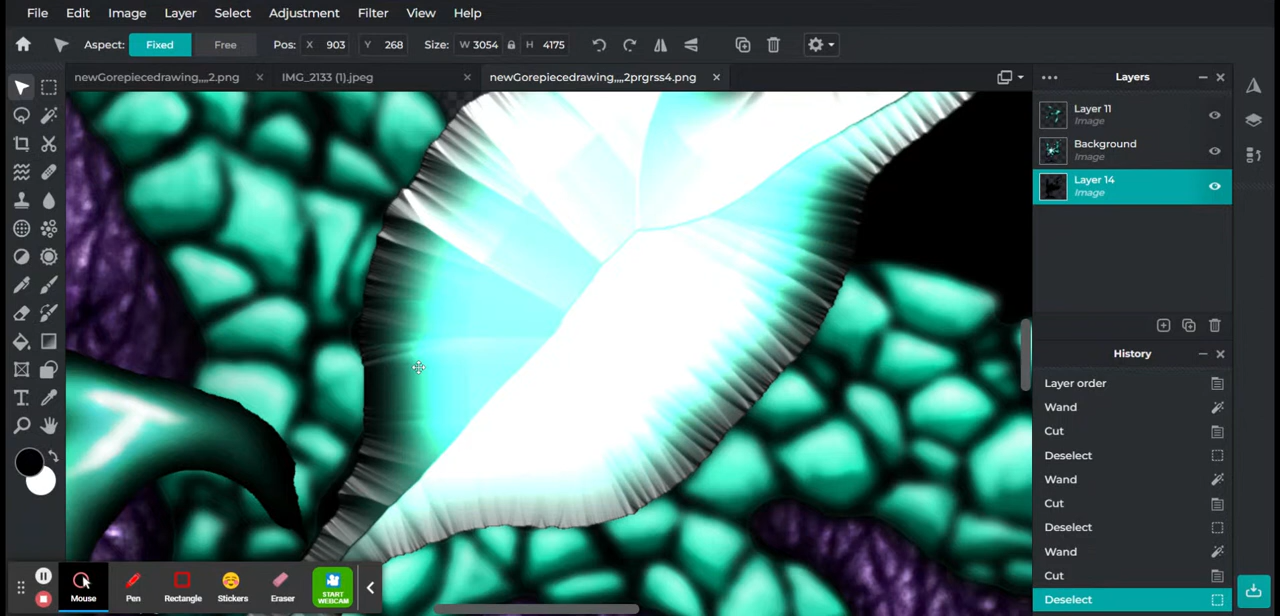 File Edit Image Layer Select Adjustment Filter View Help
Aspect: Fixed Free Pos: X 903 Y 268 Size: W 3054 H 4175
newGorepiecedrawing,,,,2.png IMG_2133 (1).jpeg newGorepiecedrawing,,,,2prgrss4.png
Layers
Layer 11
Image
Background
Image
Layer 14
Image
History
Layer order
Wand
Cut
Deselect
Wand
Cut
Deselect
Wand
Cut
Deselect
Mouse Pen Rectangle Stickers Eraser START
WEBCAM